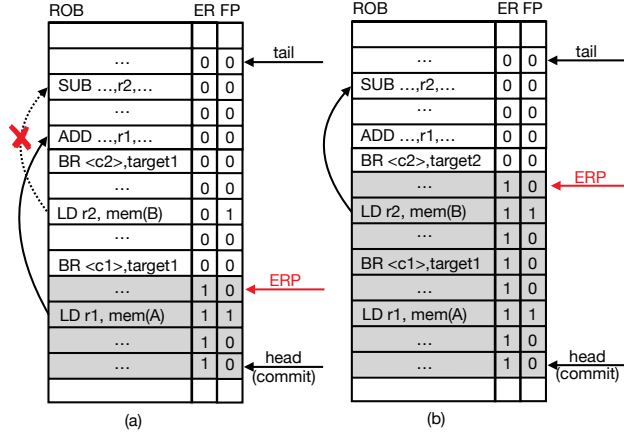 ROB ER FP
… 0 0 tail
SUB …,r2,… 0 0
… 0 0
ADD …,r1,… 0 0
BR <c2>,target1 0 0
… 0 0
LD r2, mem(B) 0 1
… 0 0
BR <c1>,target1 0 0
… 1 0 ERP
LD r1, mem(A) 1 1
… 1 0
… 1 0 head
(commit)
(a)
ROB ER FP
… 0 0 tail
SUB …,r2,… 0 0
… 0 0
ADD …,r1,… 0 0
BR <c2>,target2 0 0
… 1 0 ERP
LD r2, mem(B) 1 1
… 1 0
BR <c1>,target1 1 0
… 1 0
LD r1, mem(A) 1 1
… 1 0
… 1 0 head
(commit)
(b)